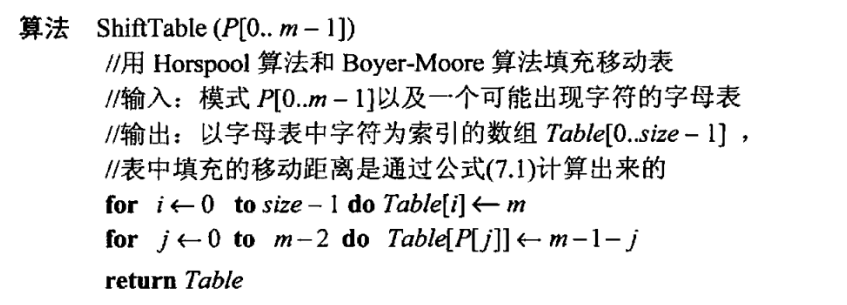 算法 ShiftTable (P[0.. m – 1])
//用 Horspool 算法和 Boyer-Moore 算法填充移动表
//输入：模式 P[0..m – 1]以及一个可能出现字符的字母表
//输出：以字母表中字符为索引的数组 Table[0..size – 1]，
//表中填充的移动距离是通过公式(7.1)计算出来的
for i ← 0 to size – 1 do Table[i] ← m
for j ← 0 to m – 2 do Table[P[j]] ← m – 1 – j
return Table